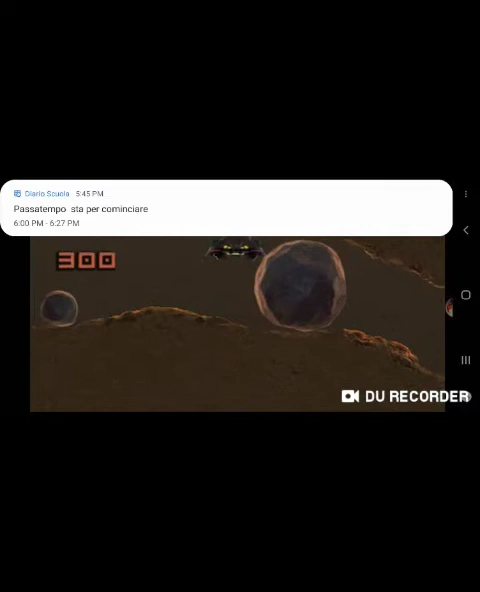 Diario Scuola 5:45 PM
Passatempo sta per cominciare
6:00 PM - 6:27 PM
300
DU RECORDER